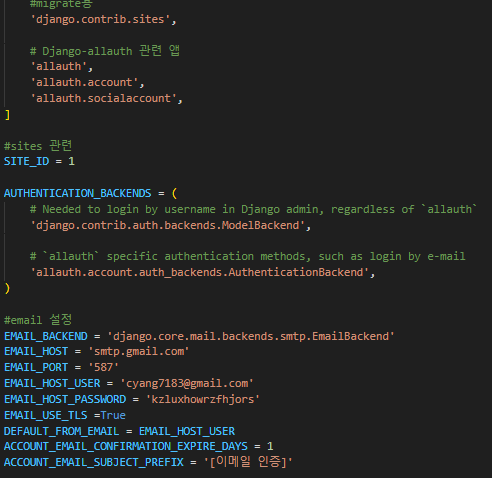 #migrate용
'django.contrib.sites',
# Django-allauth 관련 앱
'allauth',
'allauth.account',
'allauth.socialaccount',
]
#sites 관련
SITE_ID = 1
AUTHENTICATION_BACKENDS = (
# Needed to login by username in Django admin, regardless of `allauth`
'django.contrib.auth.backends.ModelBackend',
# `allauth` specific authentication methods, such as login by e-mail
'allauth.account.auth_backends.AuthenticationBackend',
)
#email 설정
EMAIL_BACKEND = 'django.core.mail.backends.smtp.EmailBackend'
EMAIL_HOST = 'smtp.gmail.com'
EMAIL_PORT = '587'
EMAIL_HOST_USER = 'cyang7183@gmail.com'
EMAIL_HOST_PASSWORD = 'kzluxhowrzfhjors'
EMAIL_USE_TLS =True
DEFAULT_FROM_EMAIL = EMAIL_HOST_USER
ACCOUNT_EMAIL_CONFIRMATION_EXPIRE_DAYS = 1
ACCOUNT_EMAIL_SUBJECT_PREFIX = '[이메일 인증]'